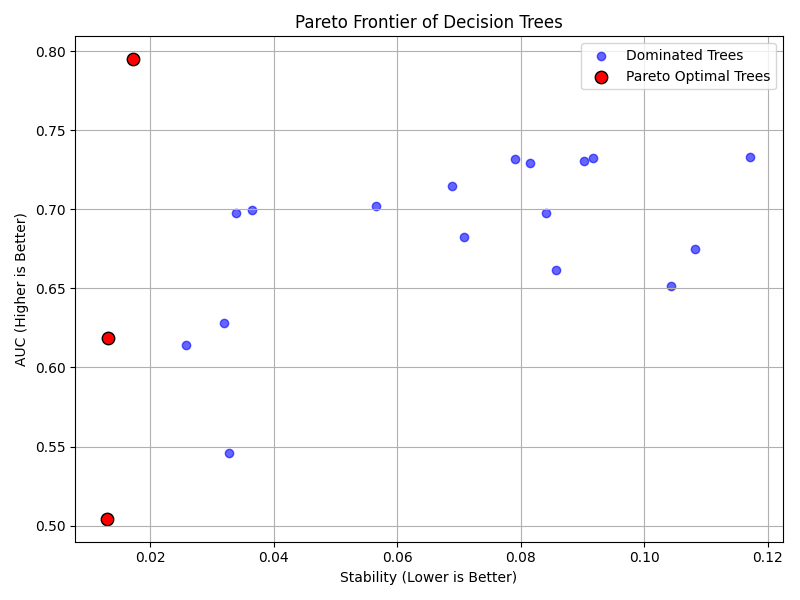 Pareto Frontier of Decision Trees
Dominated Trees
Pareto Optimal Trees
AUC (Higher is Better)
0.80
0.75
0.70
0.65
0.60
0.55
0.50
0.02 0.04 0.06 0.08 0.10 0.12
Stability (Lower is Better)